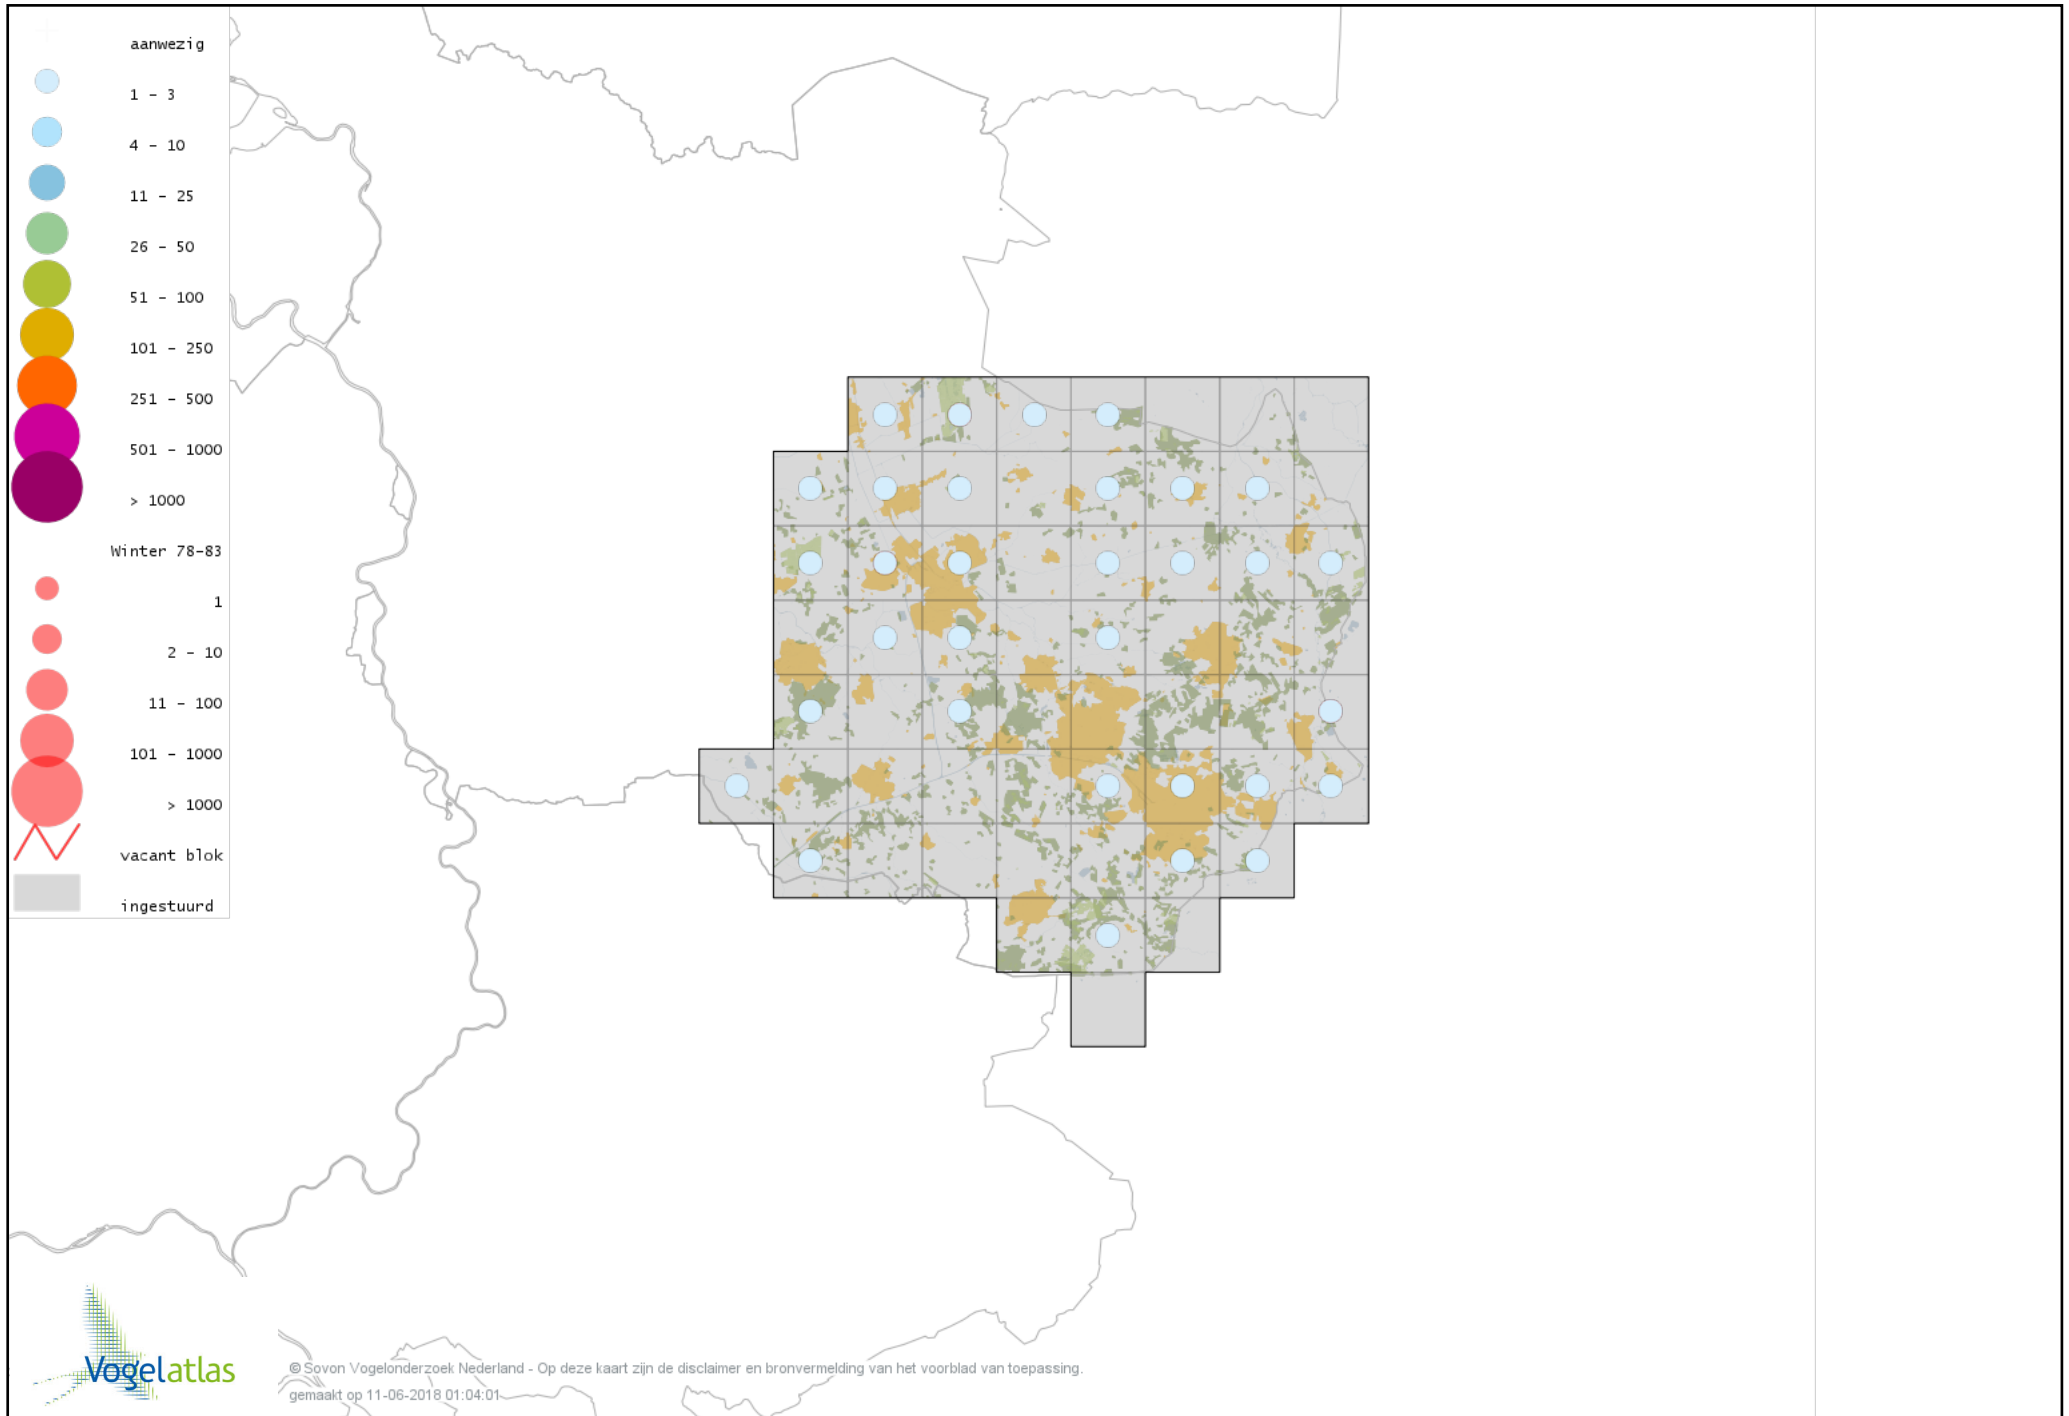 aanwezig
1 - 3
4 - 10
11 - 25
26 - 50
51 - 100
101 - 250
251 - 500
501 - 1000
> 1000
Winter 78-83
1
2 - 10
11 - 100
101 - 1000
> 1000
vacant blok
ingestuurd
Vogelatlas
© Sovon Vogelonderzoek Nederland - Op deze kaart zijn de disclaimer en bronvermelding van het voorblad van toepassing.
gemaakt op 11-06-2018 01:04:01